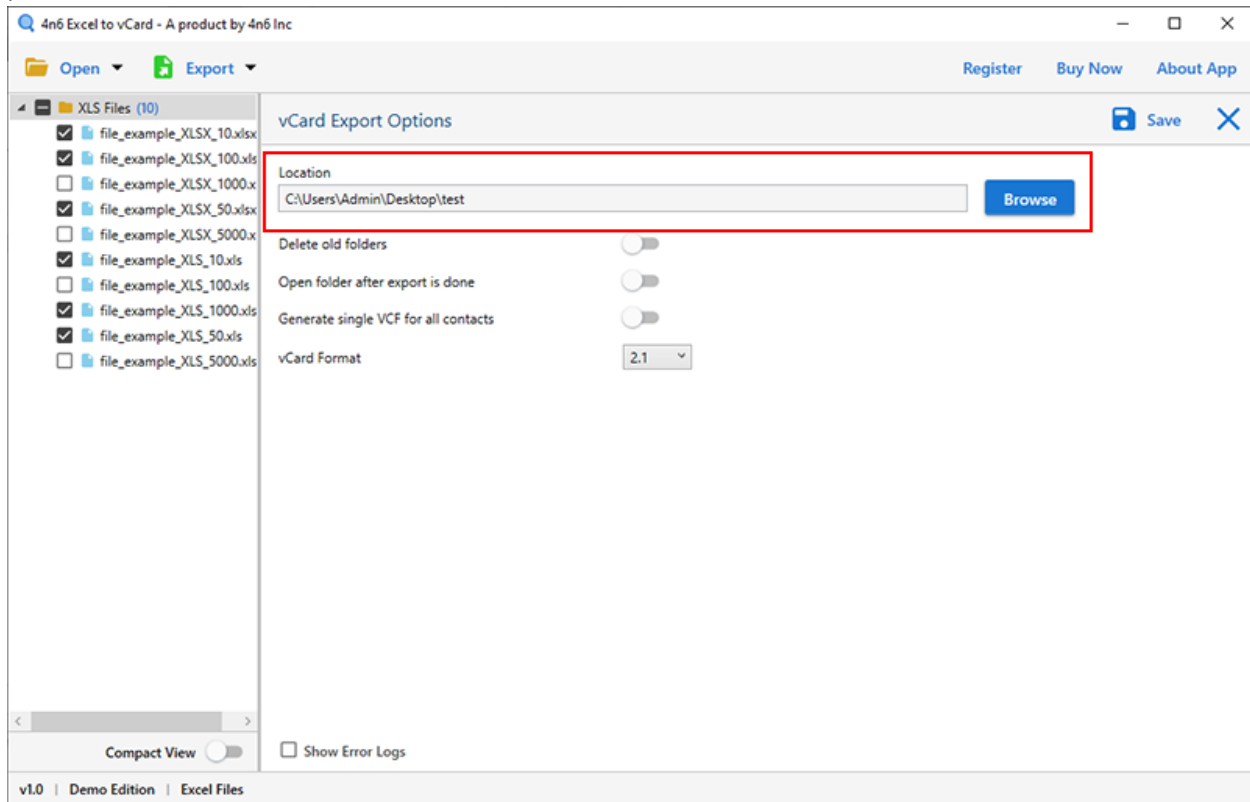 4n6 Excel to vCard - A product by 4n6 Inc
Open Export Register Buy Now About App
XLS Files (10)
file_example_XLSX_10.xlsx
file_example_XLSX_100.xls
file_example_XLSX_1000.x
file_example_XLSX_50.xlsx
file_example_XLSX_5000.x
file_example_XLS_10.xls
file_example_XLS_100.xls
file_example_XLS_1000.xls
file_example_XLS_50.xls
file_example_XLS_5000.xls
vCard Export Options Save
Location
C:\Users\Admin\Desktop\test Browse
Delete old folders
Open folder after export is done
Generate single VCF for all contacts
vCard Format 2.1
Compact View
Show Error Logs
v1.0 | Demo Edition | Excel Files